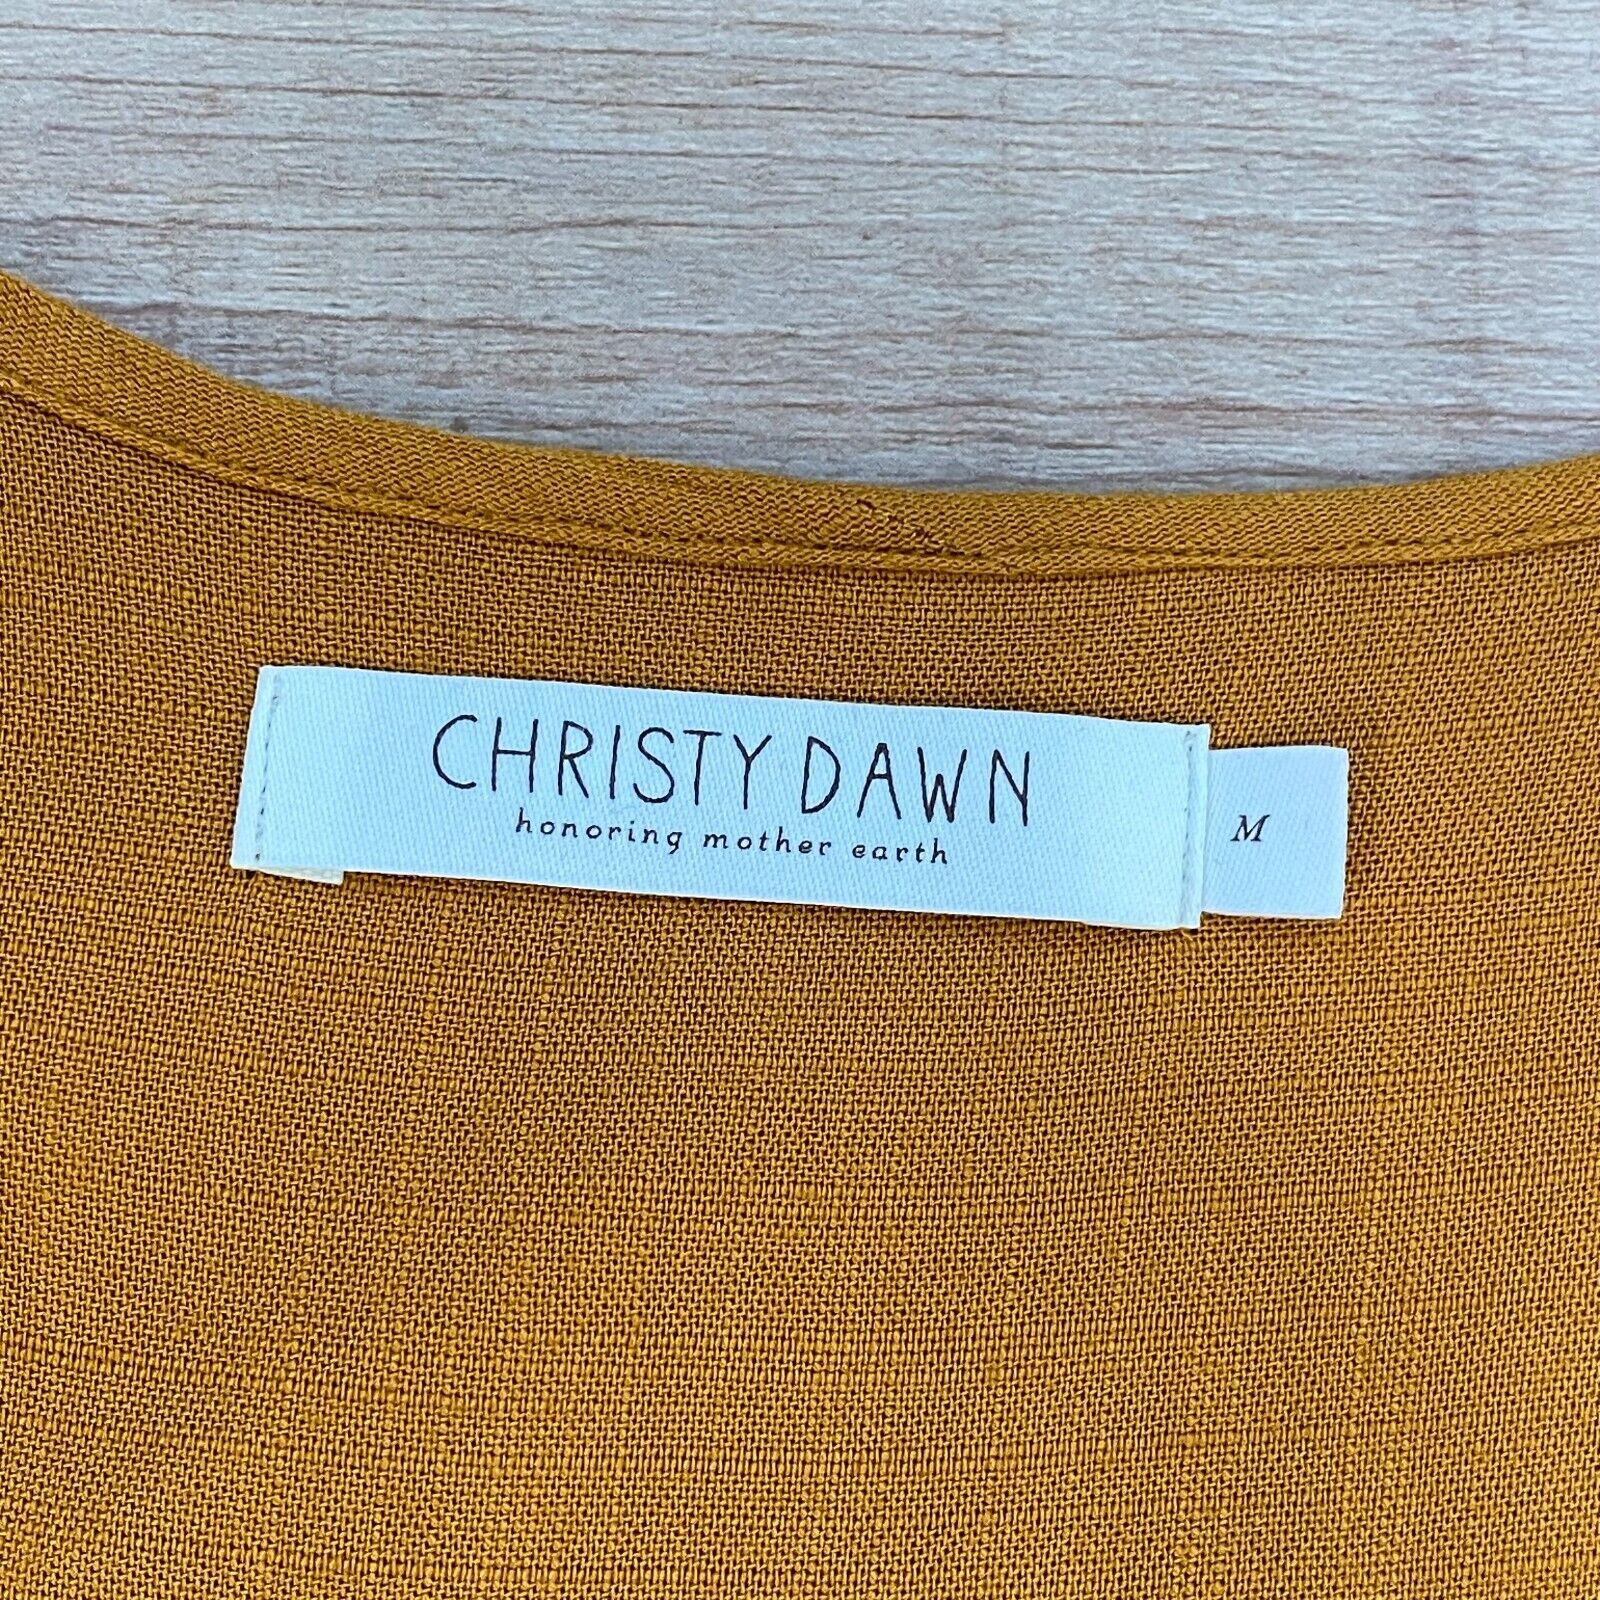 CHRISTY DAWN
honoring mother earth
M